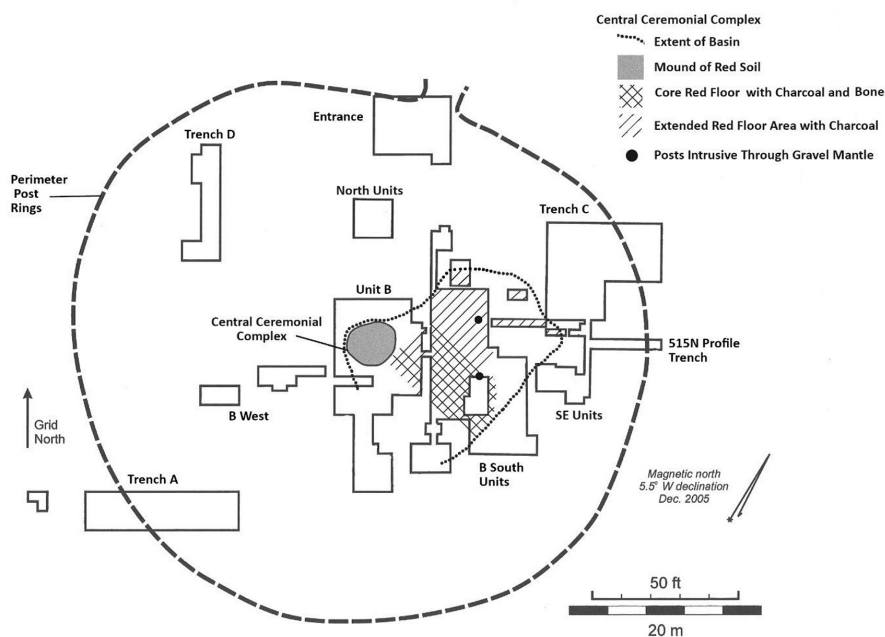 Central Ceremonial Complex
Extent of Basin
Mound of Red Soil
Core Red Floor with Charcoal and Bone
Extended Red Floor Area with Charcoal
Posts Intrusive Through Gravel Mantle
Entrance
Trench D
Perimeter
Post
Rings
North Units
Trench C
Unit B
Central Ceremonial
Complex
515N Profile
Trench
Grid
North
B West
SE Units
B South
Units
Trench A
Magnetic north
5.5° W declination
Dec. 2005
50 ft
20 m